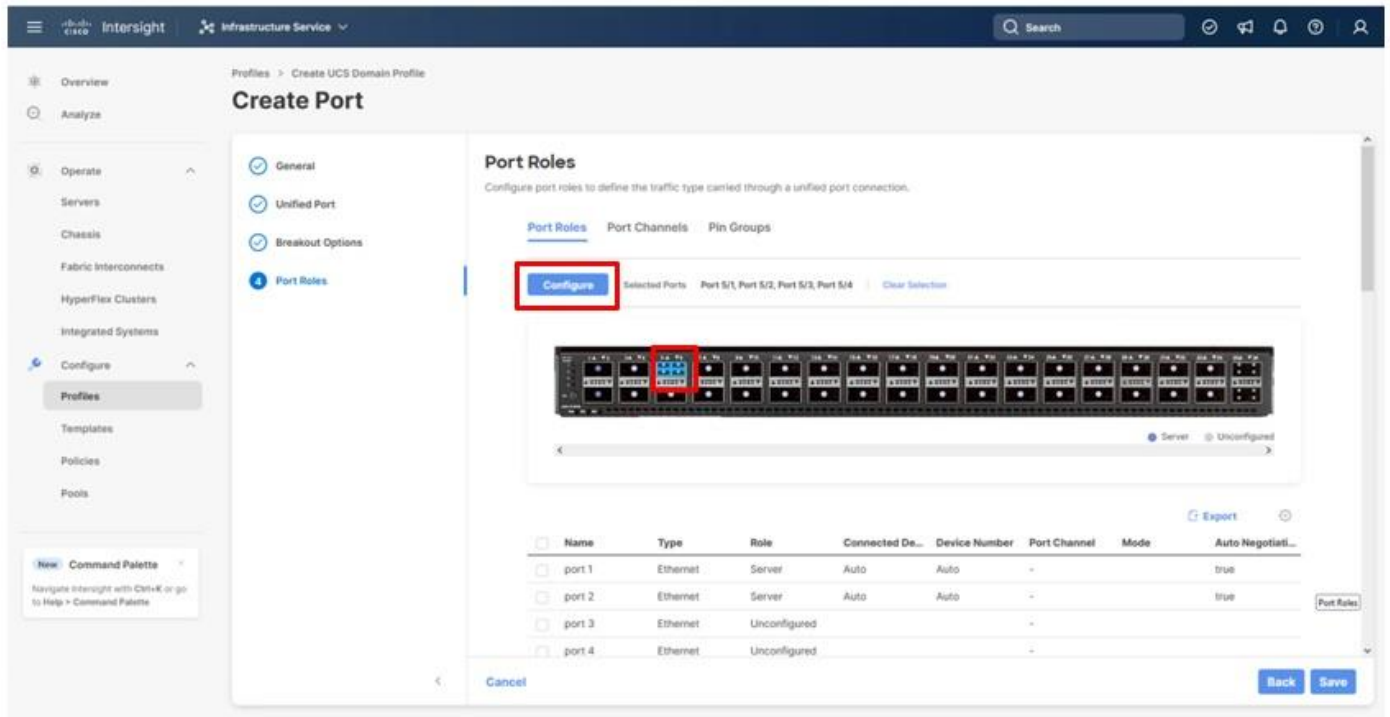 cisco Intersight Infrastructure Service Search
Overview
Analyze
Operate
Servers
Chassis
Fabric Interconnects
HyperFlex Clusters
Integrated Systems
Configure
Profiles
Templates
Policies
Pools
New Command Palette
Navigate Intersight with Ctrl+K or go
to Help > Command Palette
Profiles > Create UCS Domain Profile
Create Port
General
Unified Port
Breakout Options
4 Port Roles
Port Roles
Configure port roles to define the traffic type carried through a unified port connection.
Port Roles Port Channels Pin Groups
Configure Selected Ports Port 5/1, Port 5/2, Port 5/3, Port 5/4 Clear Selection
Server Unconfigured
Export
Name Type Role Connected De... Device Number Port Channel Mode Auto Negotiati...
port 1 Ethernet Server Auto Auto - true
port 2 Ethernet Server Auto Auto - true
port 3 Ethernet Unconfigured -
port 4 Ethernet Unconfigured -
Port Roles
Cancel Back Save